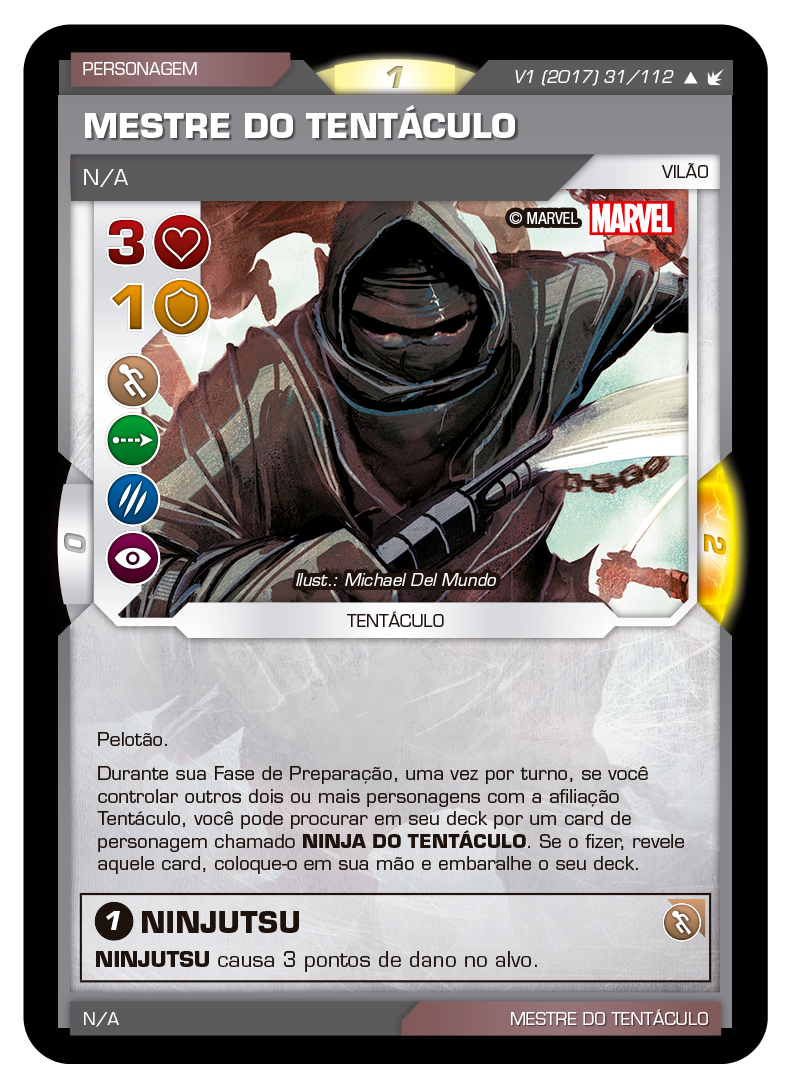 PERSONAGEM
1
V1 (2017) 31/112
MESTRE DO TENTÁCULO
N/A
VILÃO
© MARVEL MARVEL
3
1
0
2
Ilust.: Michael Del Mundo
TENTÁCULO
Pelotão.
Durante sua Fase de Preparação, uma vez por turno, se você
controlar outros dois ou mais personagens com a afiliação
Tentáculo, você pode procurar em seu deck por um card de
personagem chamado NINJA DO TENTÁCULO. Se o fizer, revele
aquele card, coloque-o em sua mão e embaralhe o seu deck.
1 NINJUTSU
NINJUTSU causa 3 pontos de dano no alvo.
N/A
MESTRE DO TENTÁCULO